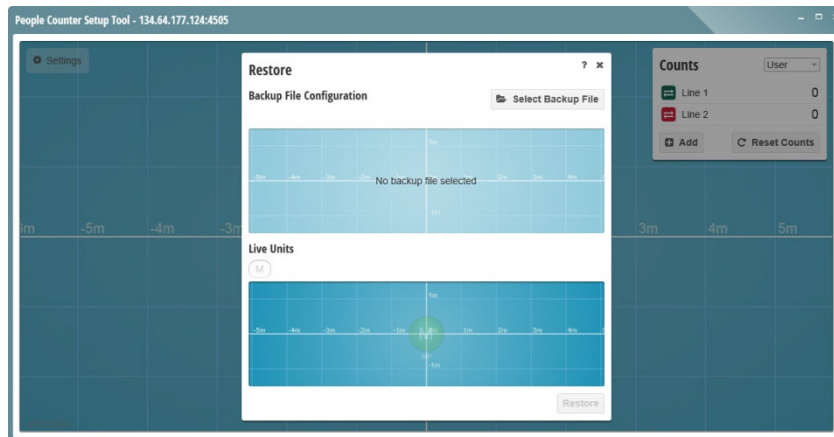 People Counter Setup Tool - 134.64.177.124:4505
Settings
Restore
? ×
Backup File Configuration
Select Backup File
1m
-5m -4m -3m -2m 2m 3m 4m
No backup file selected
-1m
Live Units
M
1m
-5m -4m -3m -2m -1m 1m 2m 3m 4m
M
-1m
Restore
Counts
User
Line 1 0
Line 2 0
Add Reset Counts
-5m -4m 3m 4m 5m